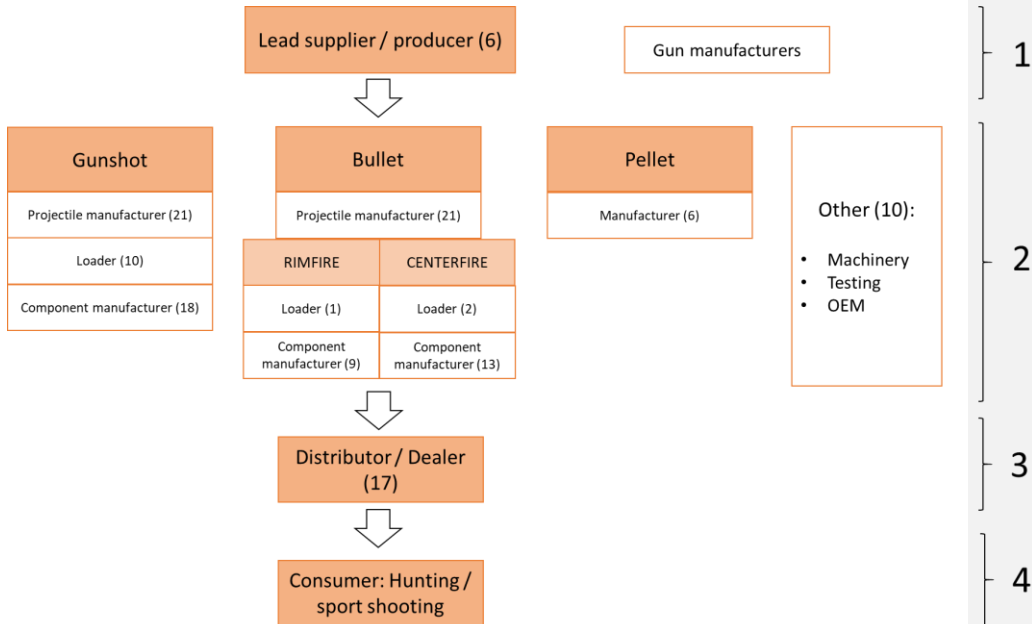 Lead supplier / producer (6)
Gun manufacturers
1
Gunshot
Projectile manufacturer (21)
Loader (10)
Component manufacturer (18)
Bullet
Projectile manufacturer (21)
RIMFIRE
CENTERFIRE
Loader (1)
Loader (2)
Component
manufacturer (9)
Component
manufacturer (13)
Pellet
Manufacturer (6)
Other (10):
• Machinery
• Testing
• OEM
2
Distributor / Dealer
(17)
3
Consumer: Hunting /
sport shooting
4